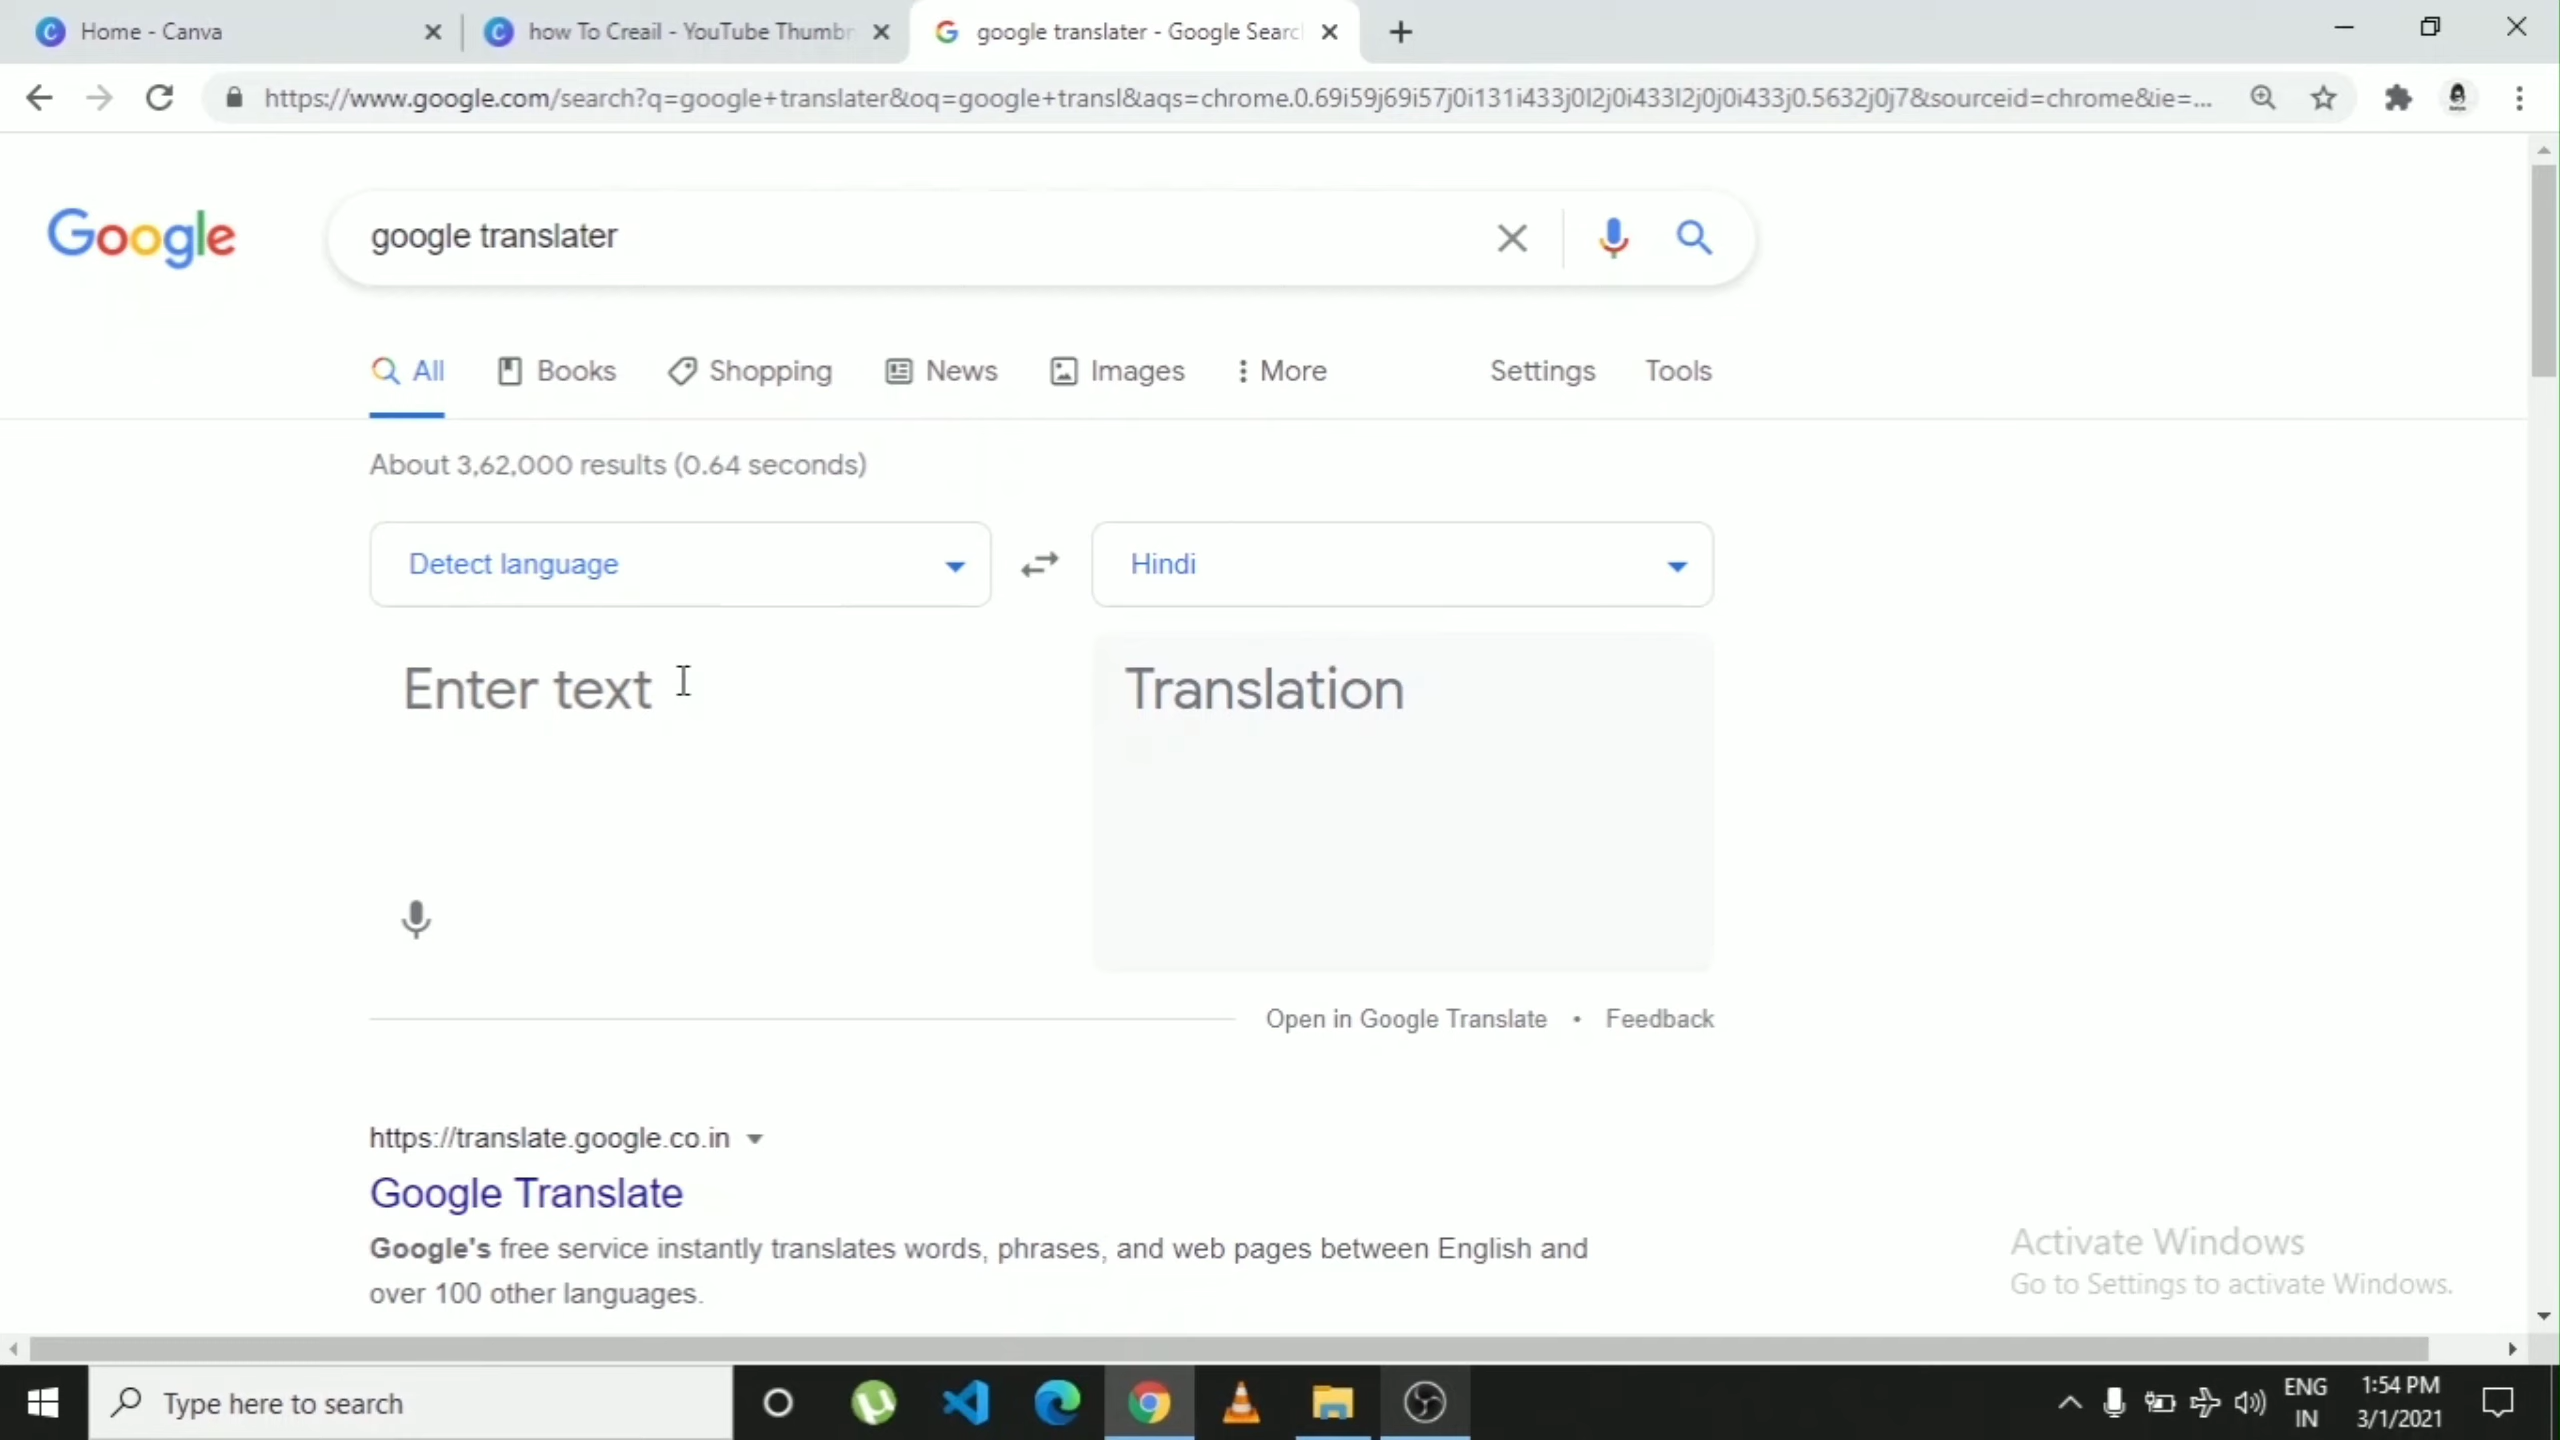 Home - Canva
how To Creail - YouTube Thumbn
google translater - Google Searc
https://www.google.com/search?q=google+translater&oq=google+transl&aqs=chrome.0.69i59j69i57j0i131i433j0l2j0i433l2j0j0i433j0.5632j0j7&sourceid=chrome&ie=...
Google
google translater
All
Books
Shopping
News
Images
More
Settings
Tools
About 3,62,000 results (0.64 seconds)
Detect language
Hindi
Enter text
Translation
Open in Google Translate • Feedback
https://translate.google.co.in
Google Translate
Google's free service instantly translates words, phrases, and web pages between English and
over 100 other languages.
Activate Windows
Go to Settings to activate Windows.
Type here to search
ENG
IN
1:54 PM
3/1/2021